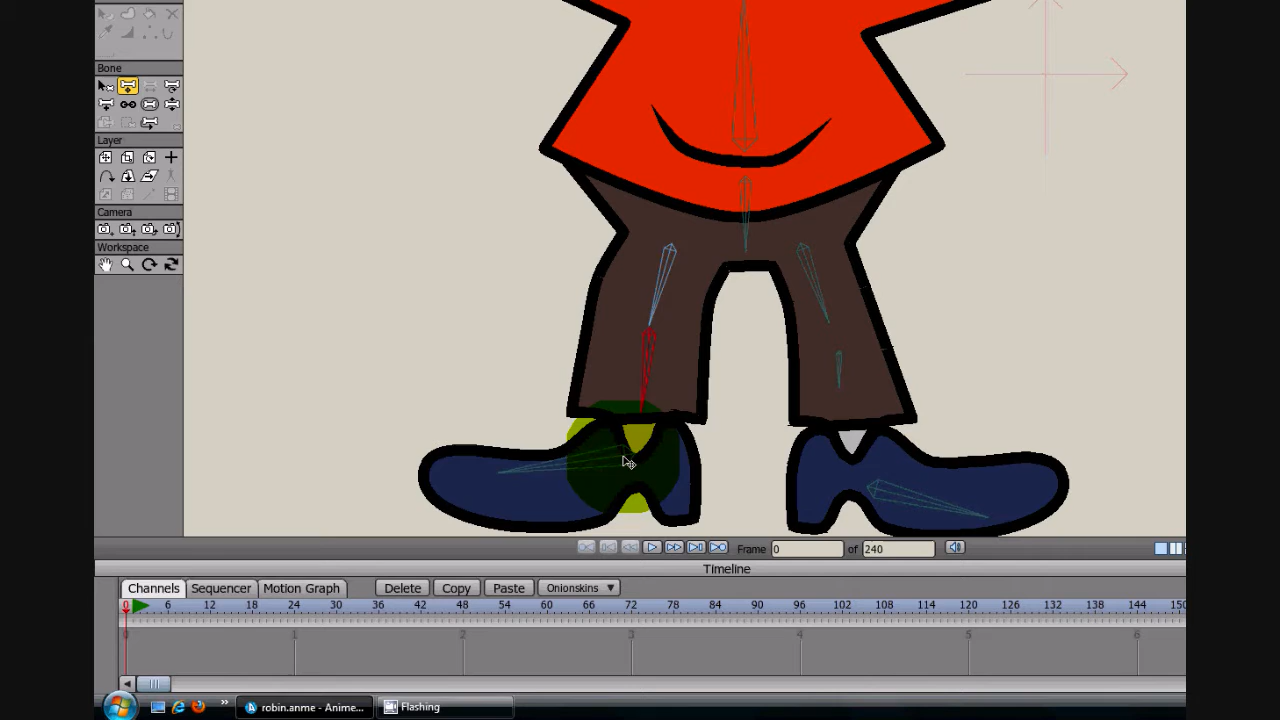 Bone
Layer
Camera
Workspace
Frame 0 of 240
Timeline
Channels Sequencer Motion Graph Delete Copy Paste Onionskins
0 6 12 18 24 30 36 42 48 54 60 66 72 78 84 90 96 102 108 114 120 126 132 138 144 150
0 1 2 3 4 5 6
robin.anme - Anime... Flashing